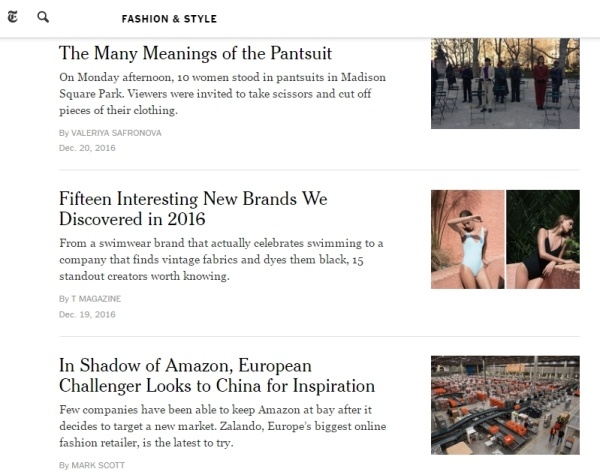 FASHION & STYLE
The Many Meanings of the Pantsuit
On Monday afternoon, 10 women stood in pantsuits in Madison
Square Park. Viewers were invited to take scissors and cut off
pieces of their clothing.
By VALERIYA SAFRONOVA
Dec. 20, 2016
Fifteen Interesting New Brands We
Discovered in 2016
From a swimwear brand that actually celebrates swimming to a
company that finds vintage fabrics and dyes them black, 15
standout creators worth knowing.
By T MAGAZINE
Dec. 19, 2016
In Shadow of Amazon, European
Challenger Looks to China for Inspiration
Few companies have been able to keep Amazon at bay after it
decides to target a new market. Zalando, Europe's biggest online
fashion retailer, is the latest to try.
By MARK SCOTT